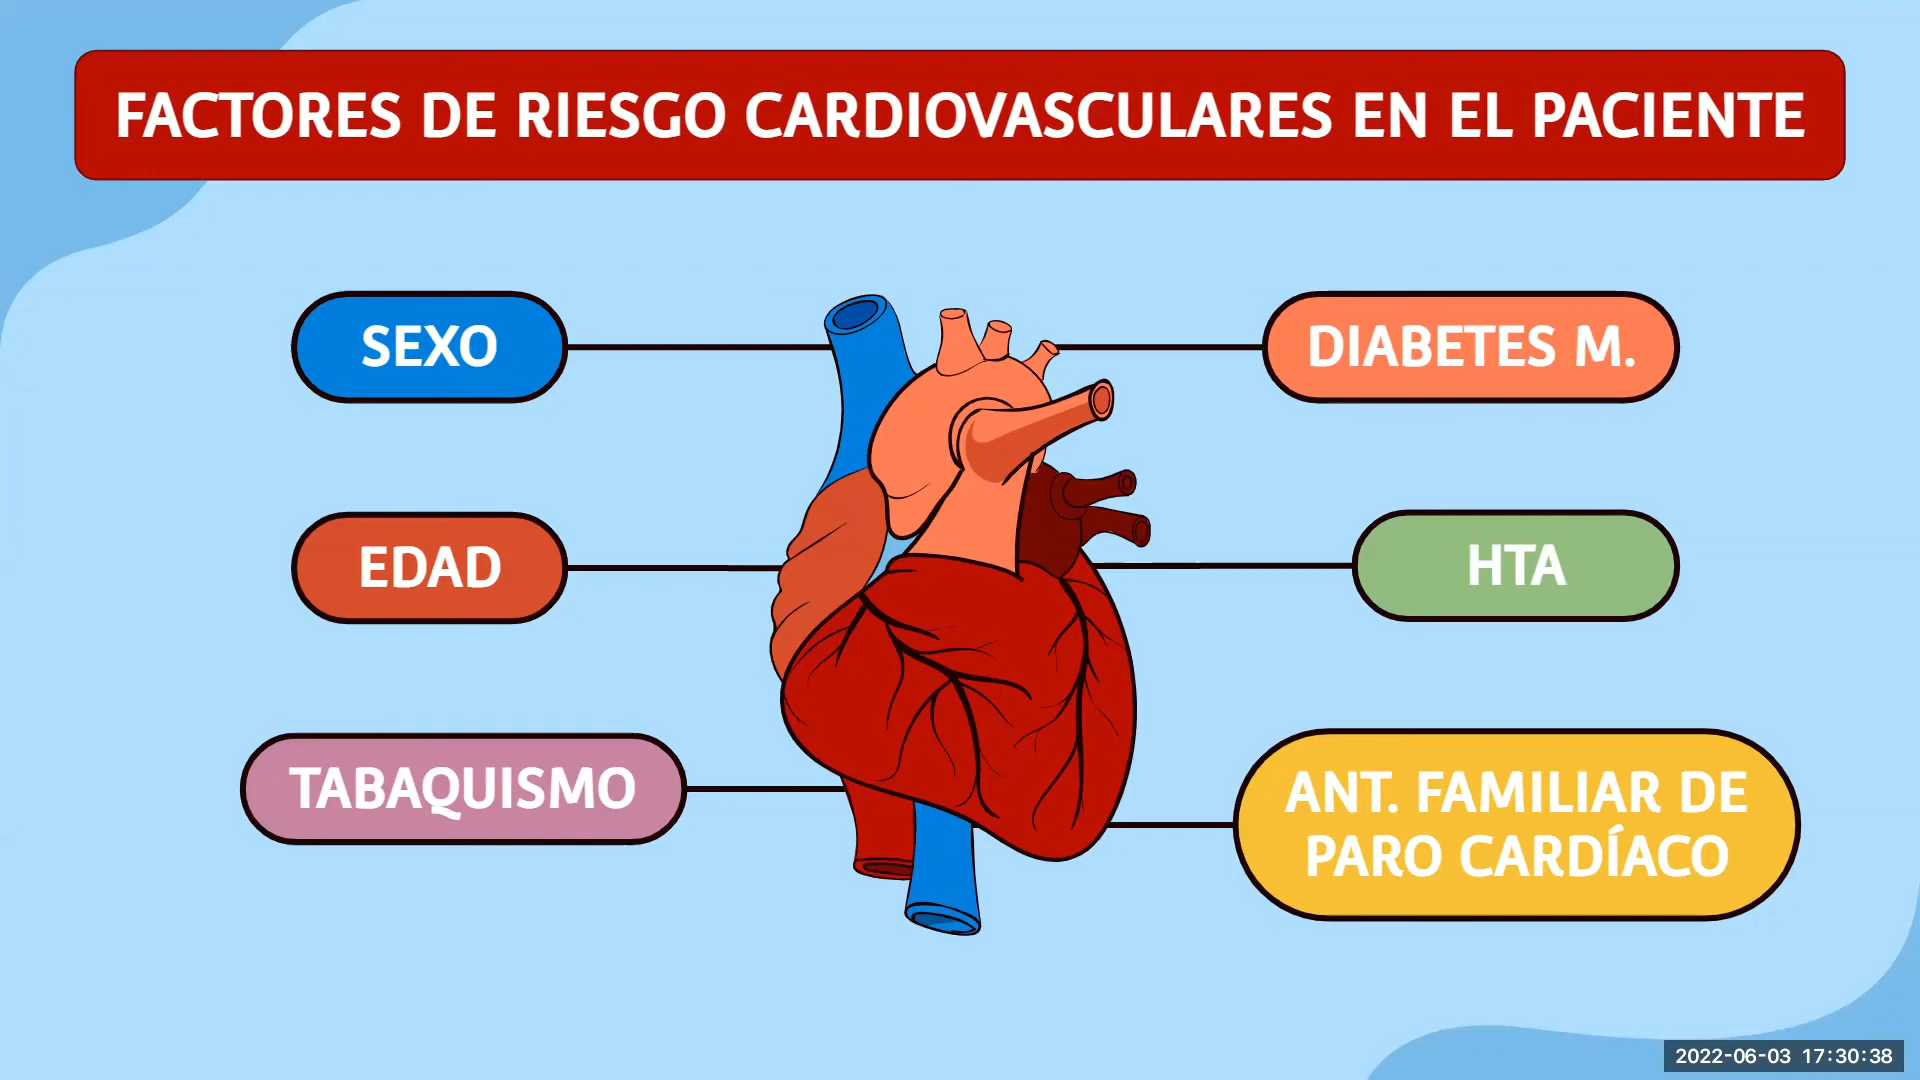 FACTORES DE RIESGO CARDIOVASCULARES EN EL PACIENTE
SEXO
DIABETES M.
EDAD
HTA
TABAQUISMO
ANT. FAMILIAR DE
PARO CARDÍACO
2022-06-03 17:30:38